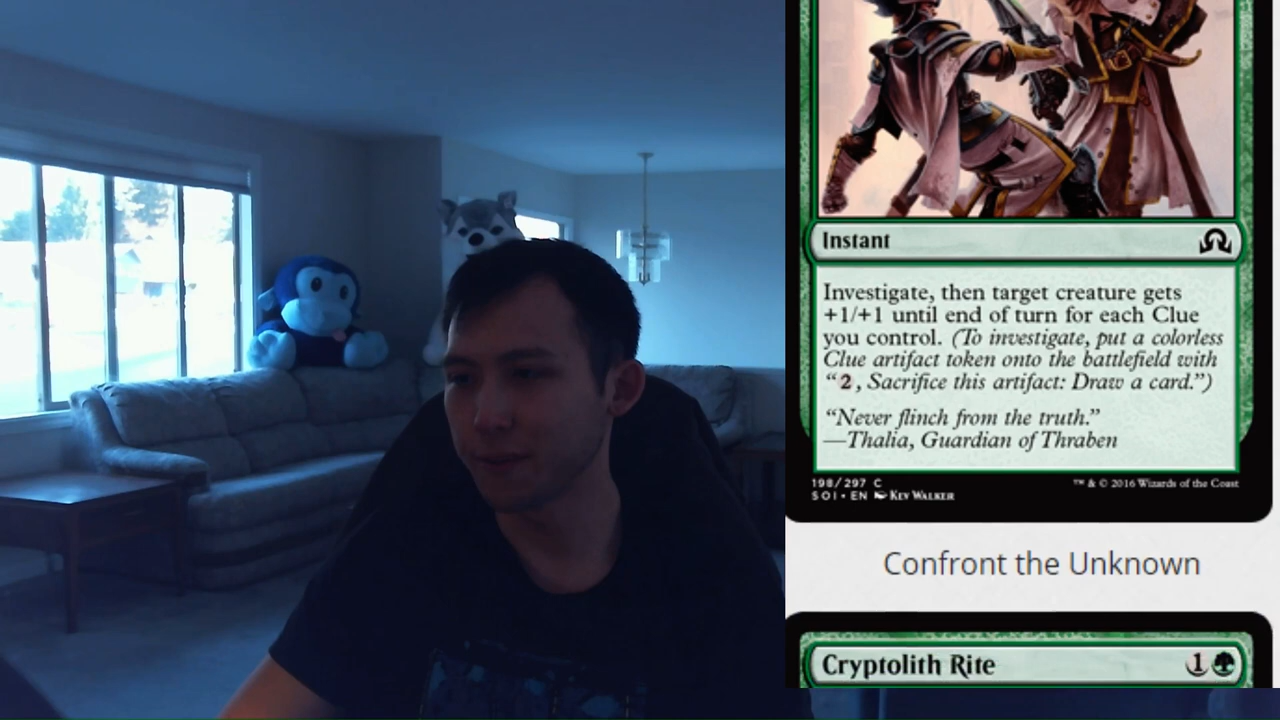 Instant
Investigate, then target creature gets
+1/+1 until end of turn for each Clue
you control. (To investigate, put a colorless
Clue artifact token onto the battlefield with
“2, Sacrifice this artifact: Draw a card.”)
“Never flinch from the truth.”
—Thalia, Guardian of Thraben
198/297 C
SOI • EN Kev Walker
™ & © 2016 Wizards of the Coast
Confront the Unknown
Cryptolith Rite 1